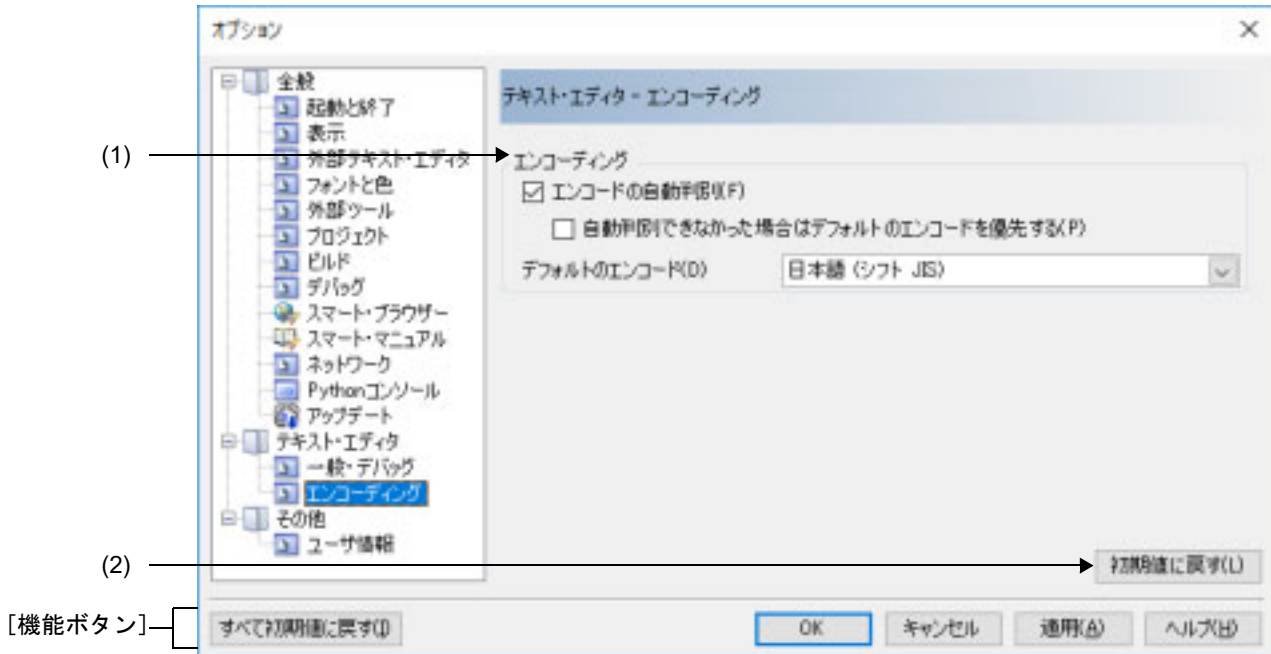 オプション
全般
起動と終了
表示
外部テキスト・エディタ
フォントと色
外部ツール
プロジェクト
ビルド
デバッグ
スマート・ブラウザー
スマート・マニュアル
ネットワーク
Pythonコンソール
アップデート
テキスト・エディタ
一般・デバッグ
エンコーディング
その他
ユーザ情報
テキスト・エディタ - エンコーディング
(1)
エンコーディング
エンコードの自動判別(F)
自動判別できなかった場合はデフォルトのエンコードを優先する(P)
デフォルトのエンコード(D) 日本語 (シフト JIS)
(2)
初期値に戻す(L)
[機能ボタン]
すべて初期値に戻す(I) OK キャンセル 適用(A) ヘルプ(H)